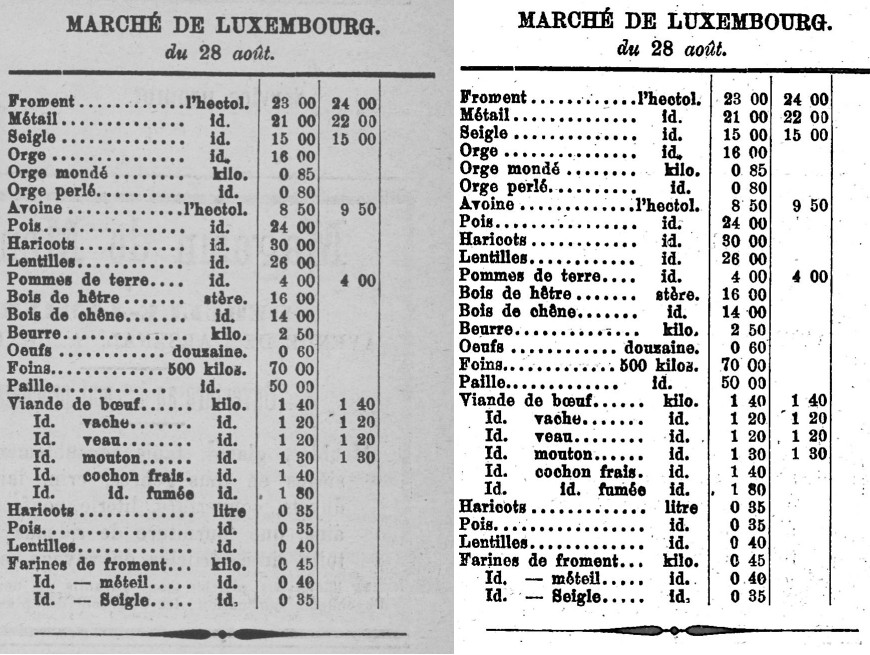 MARCHÉ DE LUXEMBOURG.
du 28 août.
Froment...........l'hectol. 23 00 24 00
Métail.............. id. 21 00 22 00
Seigle.............. id. 15 00 15 00
Orge ............... id. 16 00
Orge mondé ....... kilo. 0 85
Orge perlé.......... id. 0 80
Avoine ............l'hectol. 8 50 9 50
Pois................ id. 24 00
Haricots............ id. 30 00
Lentilles........... id. 26 00
Pommes de terre.... id. 4 00 4 00
Bois de hêtre ....... stère. 16 00
Bois de chêne....... id. 14 00
Beurre.............. kilo. 2 50
Oeufs ............ douzaine. 0 60
Foins............500 kilos. 70 00
Paille............. id. 50 00
Viande de bœuf...... kilo. 1 40 1 40
Id. vache....... id. 1 20 1 20
Id. veau....... id. 1 20 1 20
Id. mouton...... id. 1 30 1 30
Id. cochon frais. id. 1 40
Id. id. fumée id. 1 80
Haricots............ litre 0 35
Pois................ id. 0 35
Lentilles............ id. 0 40
Farines de froment... kilo. 0 45
Id. — méteil..... id. 0 40
Id. — Seigle..... id. 0 35
MARCHÉ DE LUXEMBOURG.
du 28 août.
Froment...........l'hectol. 23 00 24 00
Métail.............. id. 21 00 22 00
Seigle.............. id. 15 00 15 00
Orge ............... id. 16 00
Orge mondé ....... kilo. 0 85
Orge perlé.......... id. 0 80
Avoine ............l'hectol. 8 50 9 50
Pois................ id. 24 00
Haricots............ id. 30 00
Lentilles........... id. 26 00
Pommes de terre.... id. 4 00 4 00
Bois de hêtre ....... stère. 16 00
Bois de chêne....... id. 14 00
Beurre.............. kilo. 2 50
Oeufs ............ douzaine. 0 60
Foins............500 kilos. 70 00
Paille............. id. 50 00
Viande de bœuf...... kilo. 1 40 1 40
Id. vache....... id. 1 20 1 20
Id. veau....... id. 1 20 1 20
Id. mouton...... id. 1 30 1 30
Id. cochon frais. id. 1 40
Id. id. fumée id. 1 80
Haricots............ litre 0 35
Pois................ id. 0 35
Lentilles............ id. 0 40
Farines de froment... kilo. 0 45
Id. — méteil..... id. 0 40
Id. — Seigle..... id. 0 35